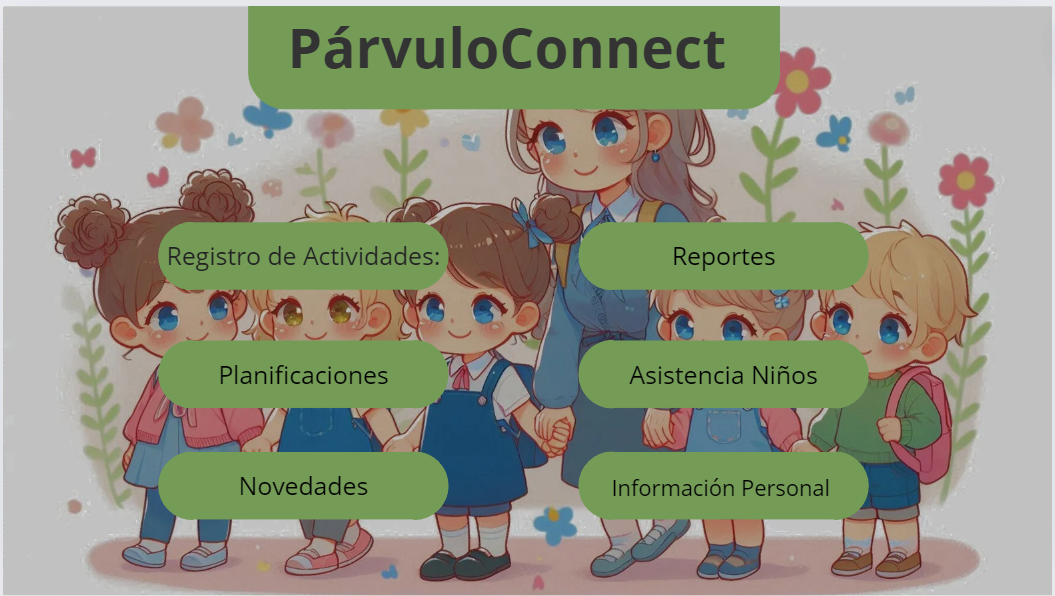 PárvuloConnect
Registro de Actividades:
Reportes
Planificaciones
Asistencia Niños
Novedades
Información Personal